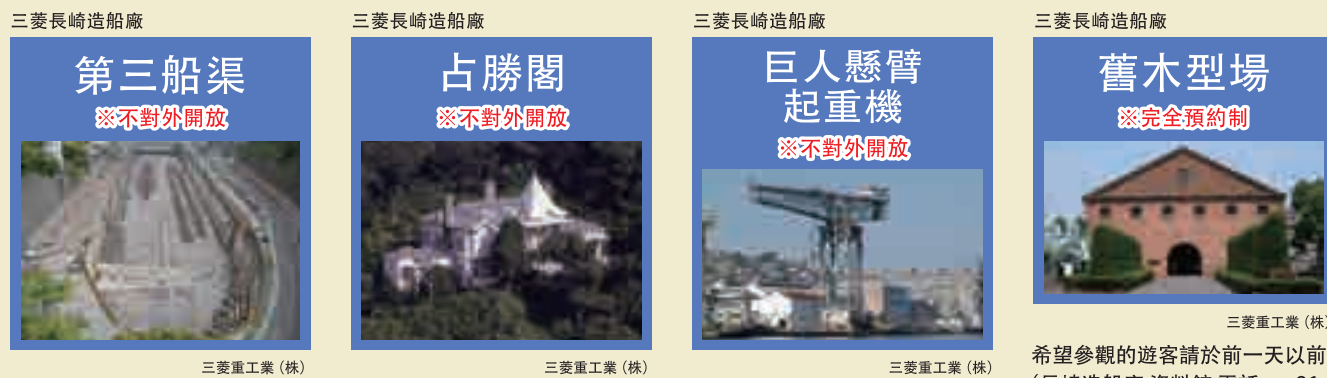 三菱長崎造船廠
第三船渠
※不對外開放
三菱重工業(株)
三菱長崎造船廠
占勝閣
※不對外開放
三菱重工業(株)
三菱長崎造船廠
巨人懸臂
起重機
※不對外開放
三菱重工業(株)
三菱長崎造船廠
舊木型場
※完全預約制
三菱重工業(株)
希望參觀的遊客請於前一天以前